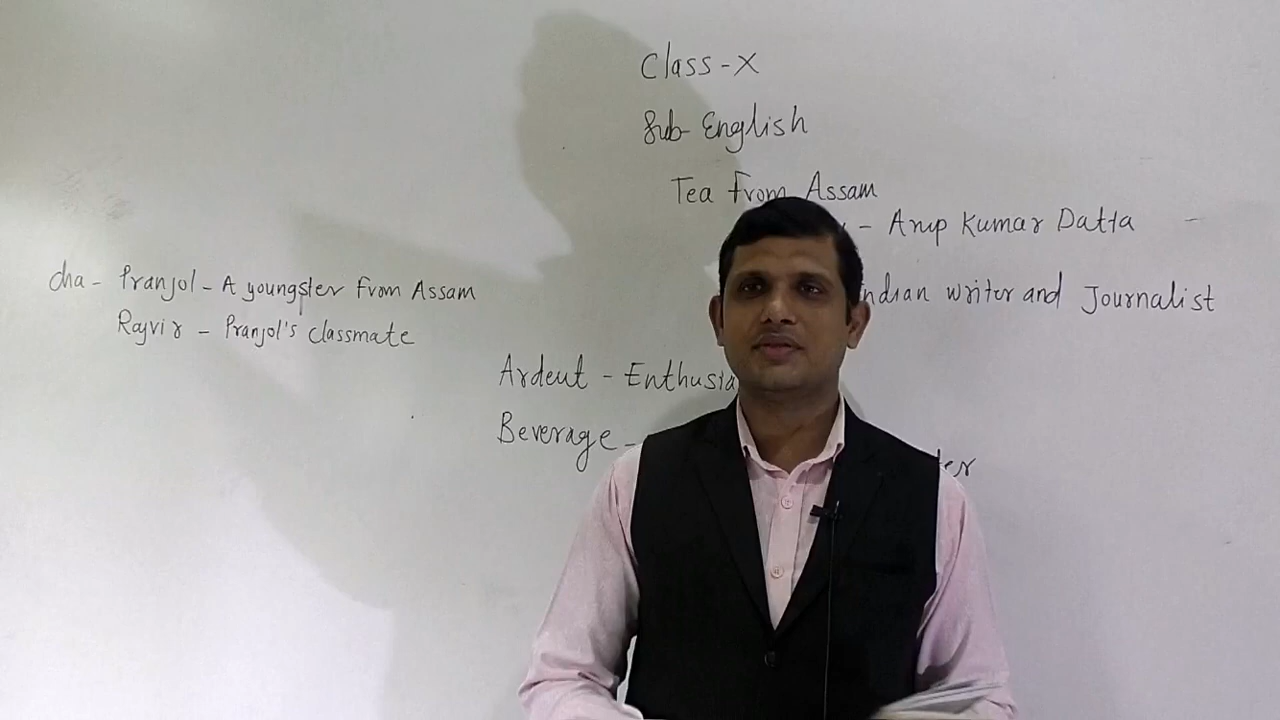 Class-X
Sub- English
Tea from Assam
- Anup Kumar Datta
cha- Pranjol - A youngster from Assam
ndian writer and Journalist
Rajvir - Pranjol's classmate
Ardent - Enthusia
Beverage -